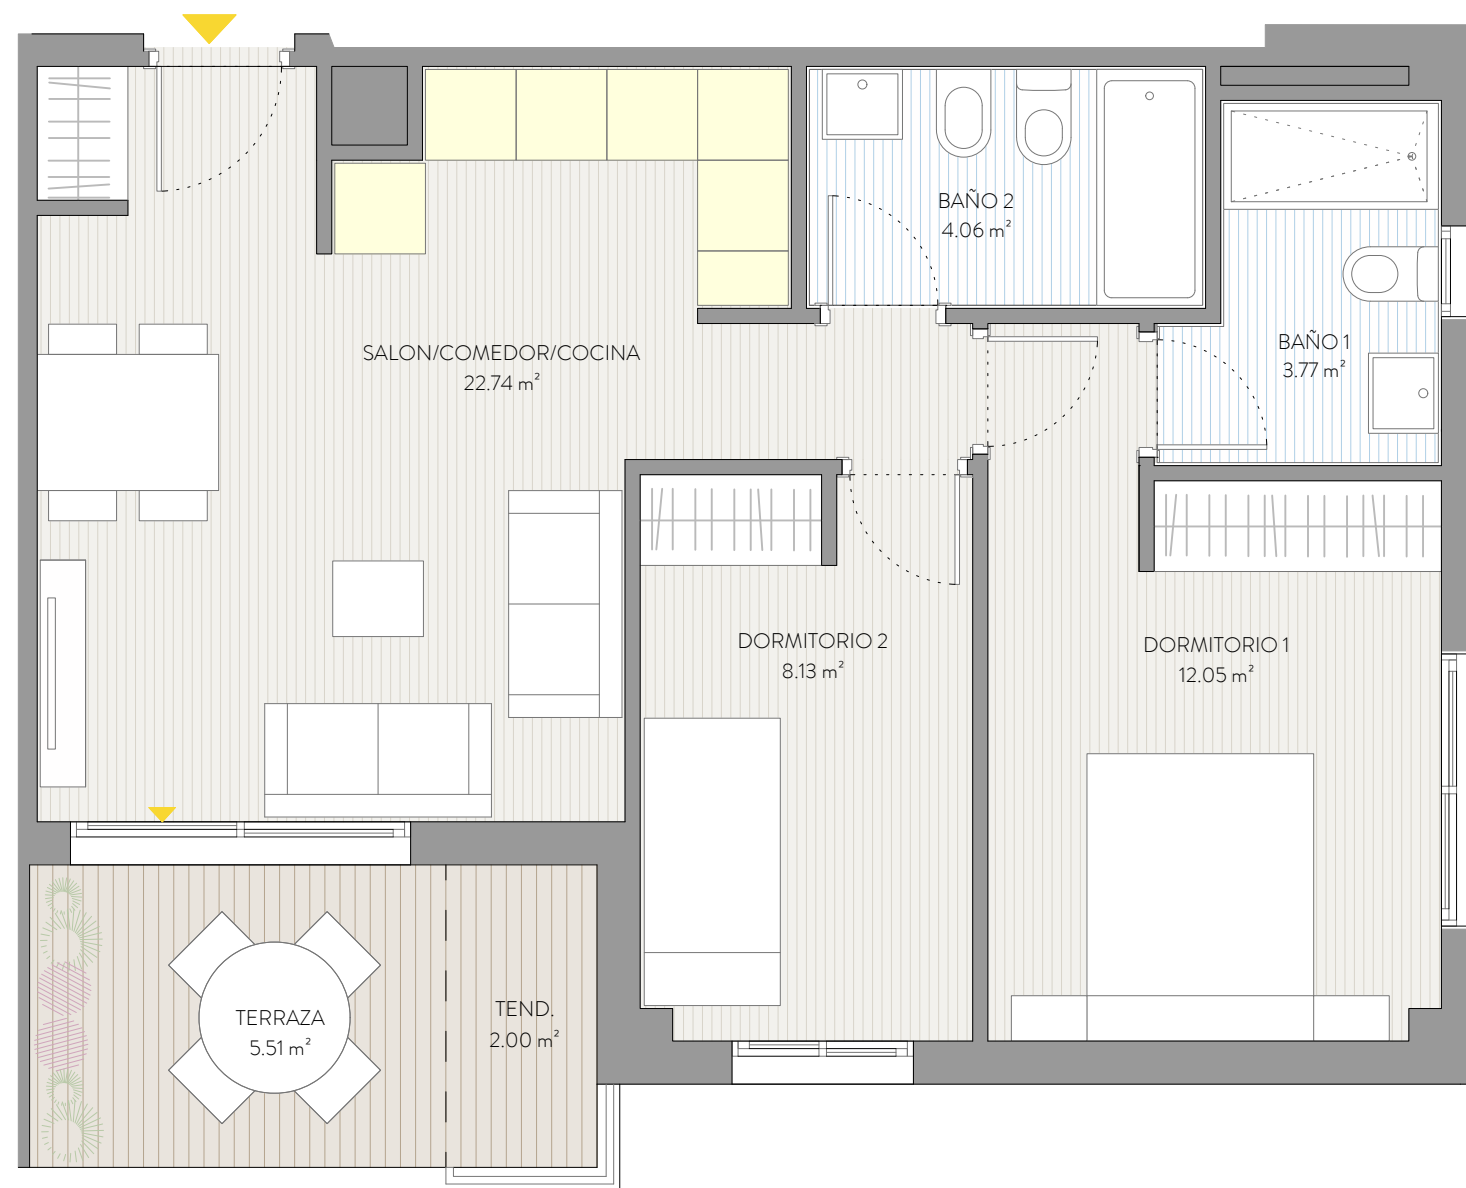 BAÑO 2
4.06 m²
BAÑO 1
3.77 m²
SALON/COMEDOR/COCINA
22.74 m²
DORMITORIO 2
8.13 m²
DORMITORIO 1
12.05 m²
TERRAZA
5.51 m²
TEND.
2.00 m²